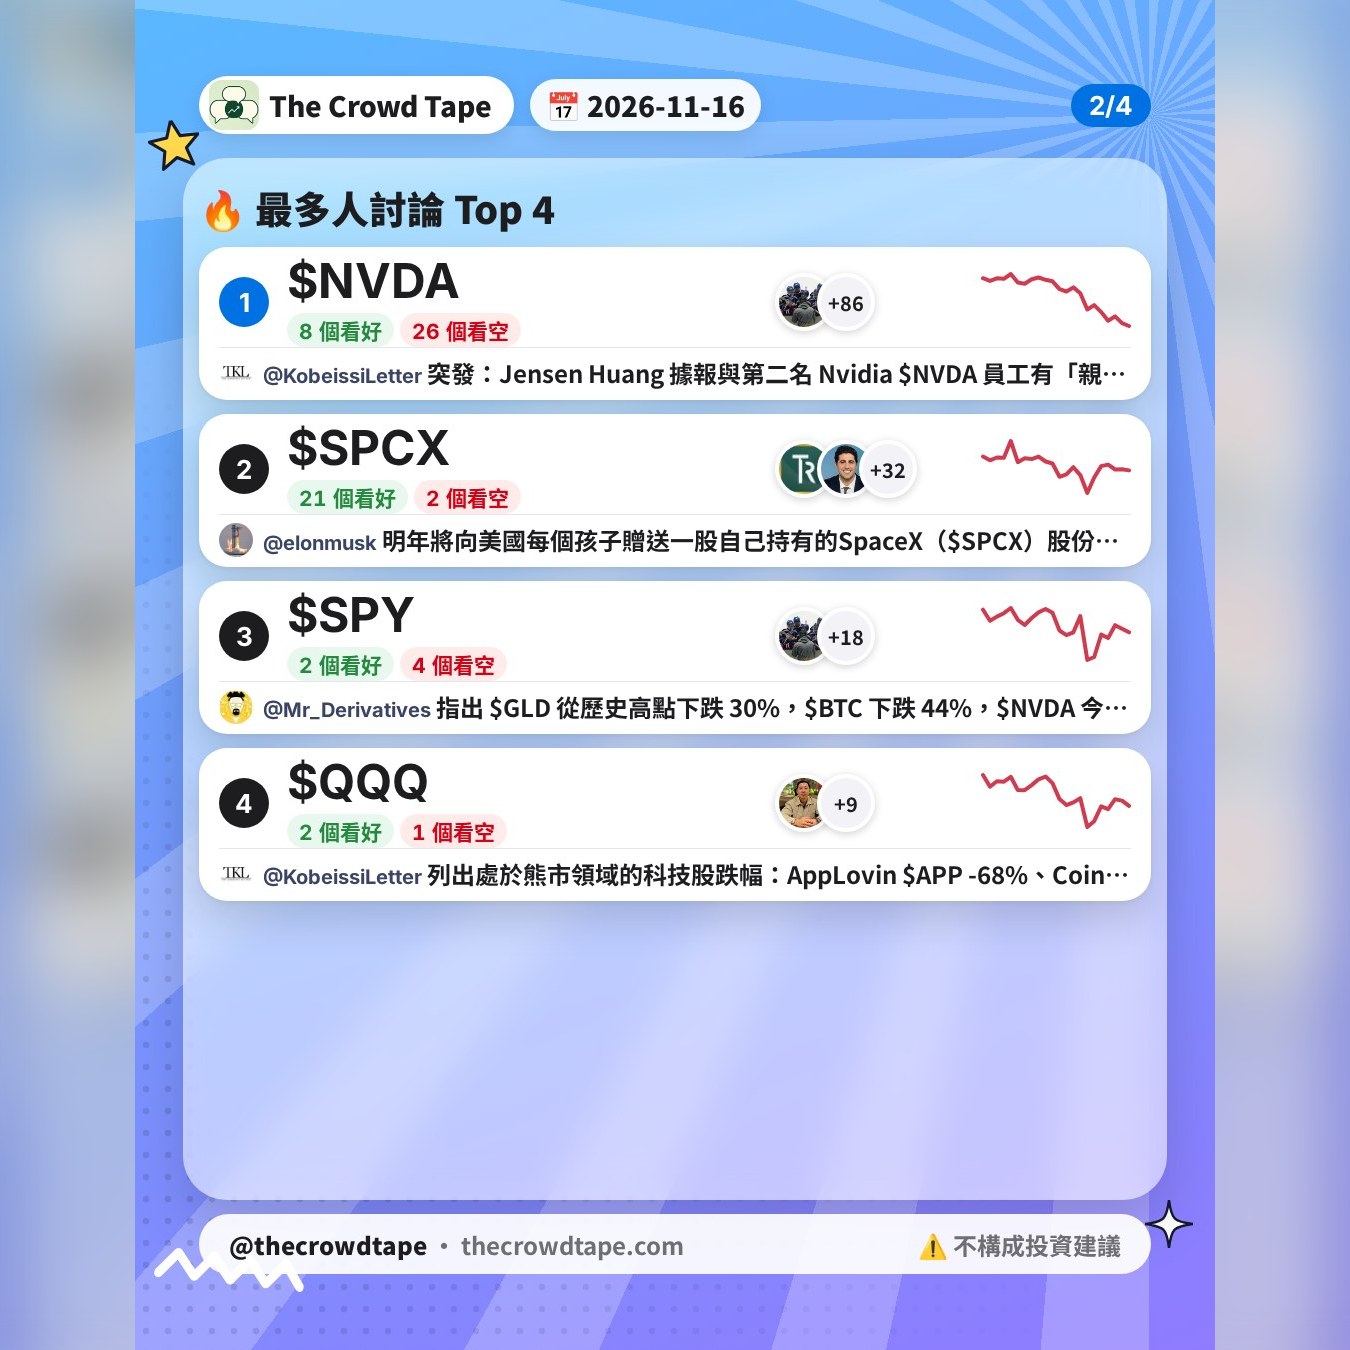 The Crowd Tape
July 17 2026-11-16
2/4
🔥 最多人討論 Top 4
1 $NVDA
8 個看好 26 個看空
+86
TKL @KobeissiLetter 突發：Jensen Huang 據報與第二名 Nvidia $NVDA 員工有「親⋯
2 $SPCX
21 個看好 2 個看空
TR +32
@elonmusk 明年將向美國每個孩子贈送一股自己持有的SpaceX（$SPCX）股份⋯
3 $SPY
2 個看好 4 個看空
+18
@Mr_Derivatives 指出 $GLD 從歷史高點下跌 30%，$BTC 下跌 44%，$NVDA 今⋯
4 $QQQ
2 個看好 1 個看空
+9
TKL @KobeissiLetter 列出處於熊市領域的科技股跌幅：AppLovin $APP -68%、Coin⋯
@thecrowdtape • thecrowdtape.com
⚠️ 不構成投資建議